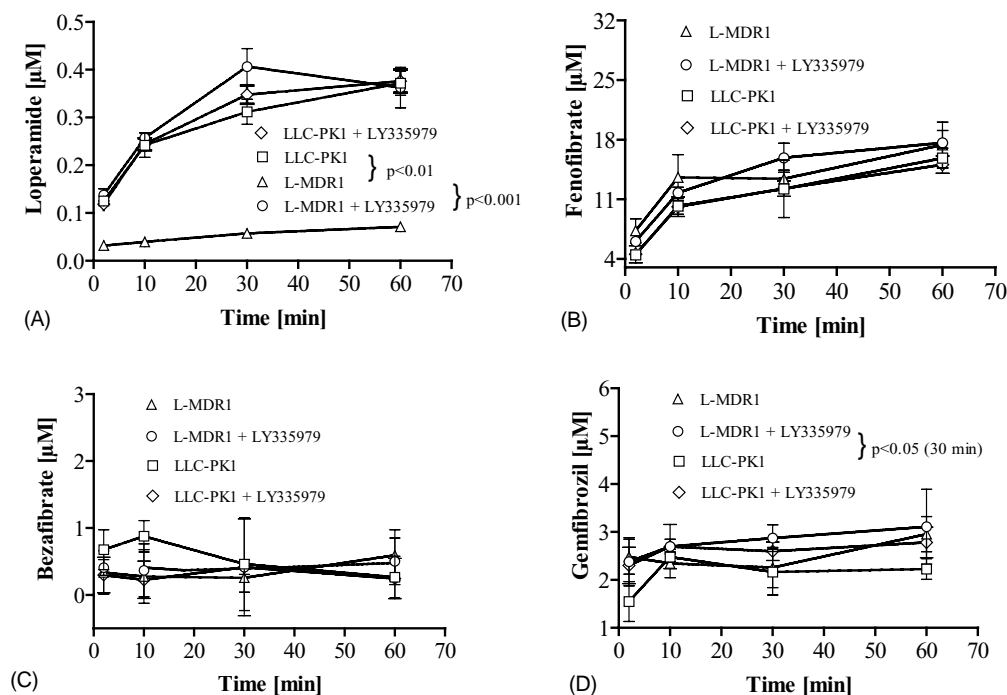 0.5
0.4
0.3
0.2
0.1
0.0
Loperamide [µM]
LLC-PK1 + LY335979
LLC-PK1
L-MDR1
L-MDR1 + LY335979
} p<0.01
} p<0.001
0 10 20 30 40 50 60 70
Time [min]
(A)
32
25
18
11
4
Fenofibrate [µM]
L-MDR1
L-MDR1 + LY335979
LLC-PK1
LLC-PK1 + LY335979
0 10 20 30 40 50 60 70
Time [min]
(B)
3
2
1
0
Bezafibrate [µM]
L-MDR1
L-MDR1 + LY335979
LLC-PK1
LLC-PK1 + LY335979
0 10 20 30 40 50 60 70
Time [min]
(C)
6
5
4
3
2
1
Gemfibrozil [µM]
L-MDR1
L-MDR1 + LY335979
LLC-PK1
LLC-PK1 + LY335979
} p<0.05 (30 min)
0 10 20 30 40 50 60 70
Time [min]
(D)